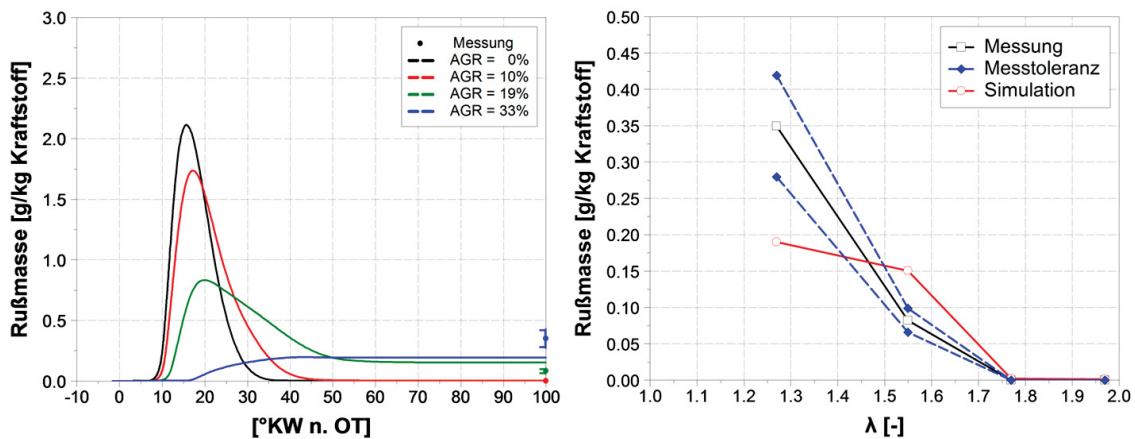 Rußmasse [g/kg Kraftstoff]
3.0
2.5
2.0
1.5
1.0
0.5
0.0
-10 0 10 20 30 40 50 60 70 80 90 100
[°KW n. OT]
Messung
AGR = 0%
AGR = 10%
AGR = 19%
AGR = 33%
Rußmasse [g/kg Kraftstoff]
0.50
0.45
0.40
0.35
0.30
0.25
0.20
0.15
0.10
0.05
0.00
1.0 1.1 1.2 1.3 1.4 1.5 1.6 1.7 1.8 1.9 2.0
λ [-]
Messung
Messtoleranz
Simulation